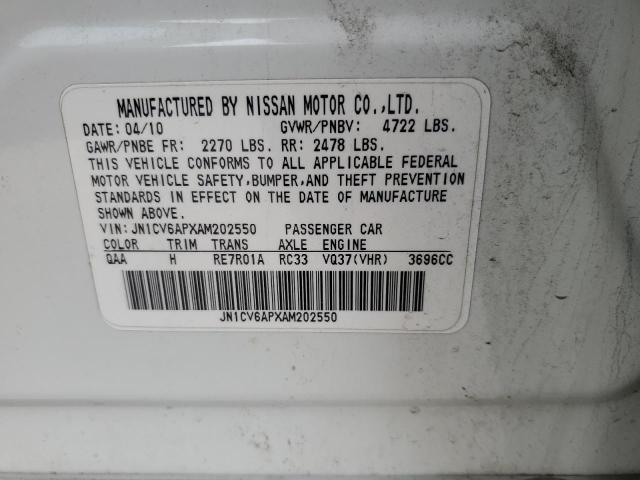 MANUFACTURED BY NISSAN MOTOR CO.,LTD.
DATE: 04/10 GVWR/PNBV: 4722 LBS.
GAWR/PNBE FR: 2270 LBS. RR: 2478 LBS.
THIS VEHICLE CONFORMS TO ALL APPLICABLE FEDERAL
MOTOR VEHICLE SAFETY,BUMPER,AND THEFT PREVENTION
STANDARDS IN EFFECT ON THE DATE OF MANUFACTURE
SHOWN ABOVE.
VIN: JN1CV6APXAM202550 PASSENGER CAR
COLOR TRIM TRANS AXLE ENGINE
QAA H RE7R01A RC33 VQ37(VHR) 3696CC
JN1CV6APXAM202550